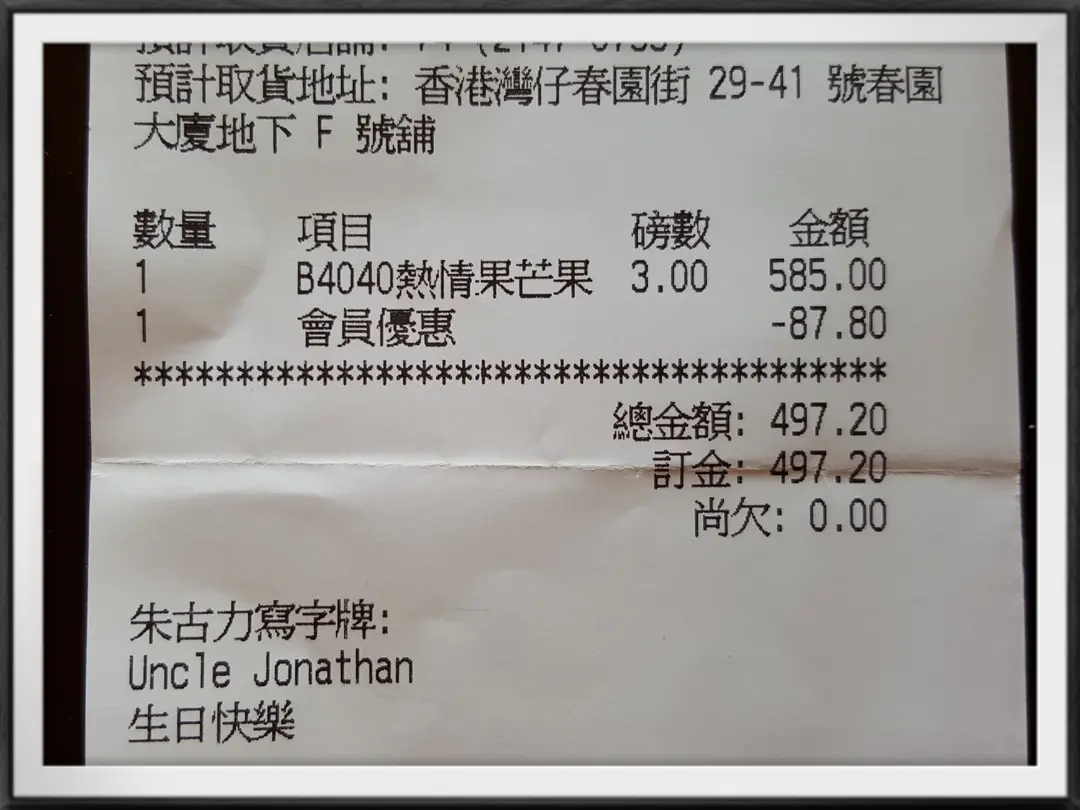 預計取貨地址: 香港灣仔春園街 29-41 號春園
大廈地下 F 號舖
數量 項目 磅數 金額
1 B4040熱情果芒果 3.00 585.00
1 會員優惠 -87.80
****************************************
總金額: 497.20
訂金: 497.20
尚欠: 0.00
朱古力寫字牌:
Uncle Jonathan
生日快樂